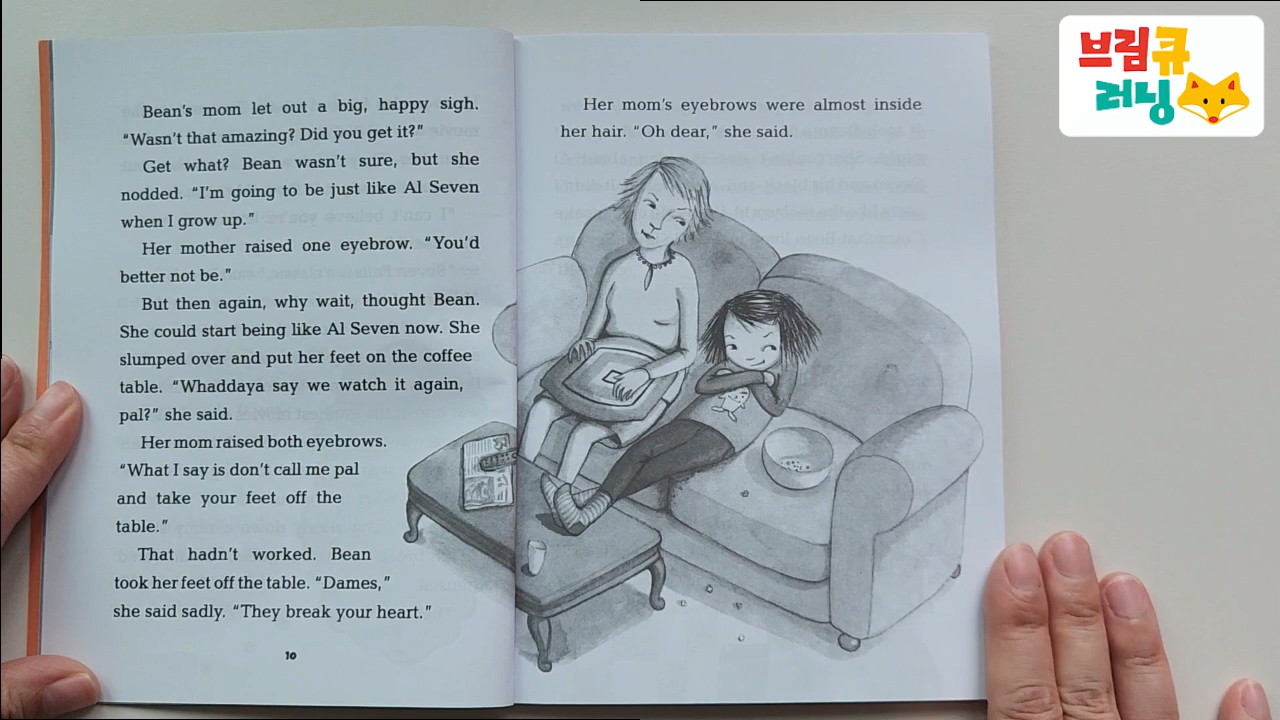 Bean's mom let out a big, happy sigh.
"Wasn't that amazing? Did you get it?"
Get what? Bean wasn't sure, but she
nodded. "I'm going to be just like Al Seven
when I grow up."
Her mother raised one eyebrow. "You'd
better not be."
But then again, why wait, thought Bean.
She could start being like Al Seven now. She
slumped over and put her feet on the coffee
table. "Whaddaya say we watch it again,
pal?" she said.
Her mom raised both eyebrows.
"What I say is don't call me pal
and take your feet off the
table."
That hadn't worked. Bean
took her feet off the table. "Dames,"
she said sadly. "They break your heart."
10
Her mom's eyebrows were almost inside
her hair. "Oh dear," she said.
브림큐
러닝